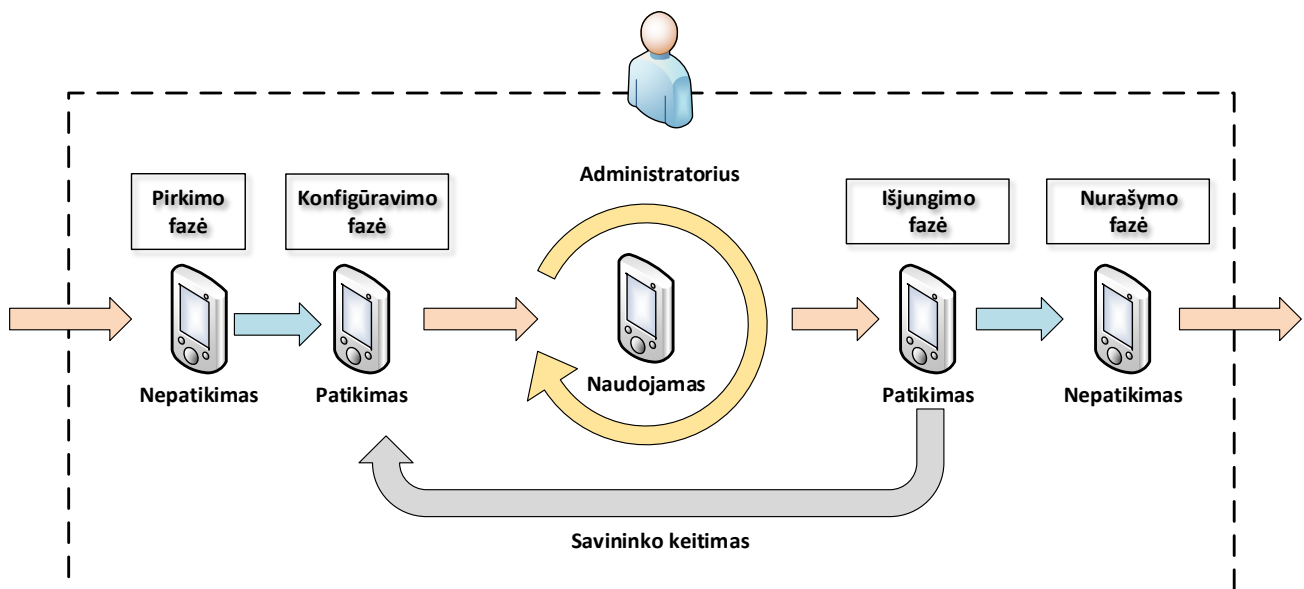 Administratorius
Pirkimo
fazė
Konfigūravimo
fazė
Išjungimo
fazė
Nurašymo
fazė
Nepatikimas
Patikimas
Naudojamas
Patikimas
Nepatikimas
Savininko keitimas